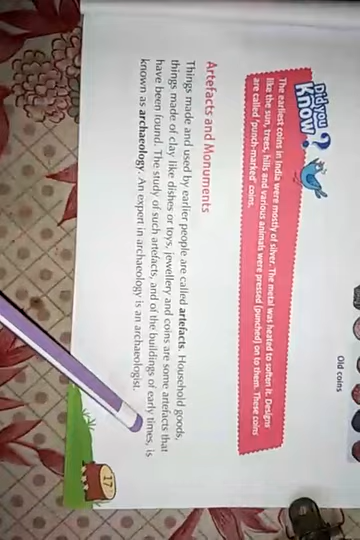 Old coins
Did you
Know?
The earliest coins in India were mostly of silver. The metal was heated to soften it. Designs
like the sun, trees, hills and various animals were pressed (punched) on to them. These coins
are called 'punch-marked' coins.
Artefacts and Monuments
Things made and used by earlier people are called artefacts. Household goods,
things made of clay like dishes or toys, jewellery and coins are some artefacts that
have been found. The study of such artefacts, and of the buildings of early times, is
known as archaeology. An expert in archaeology is an archaeologist.
17